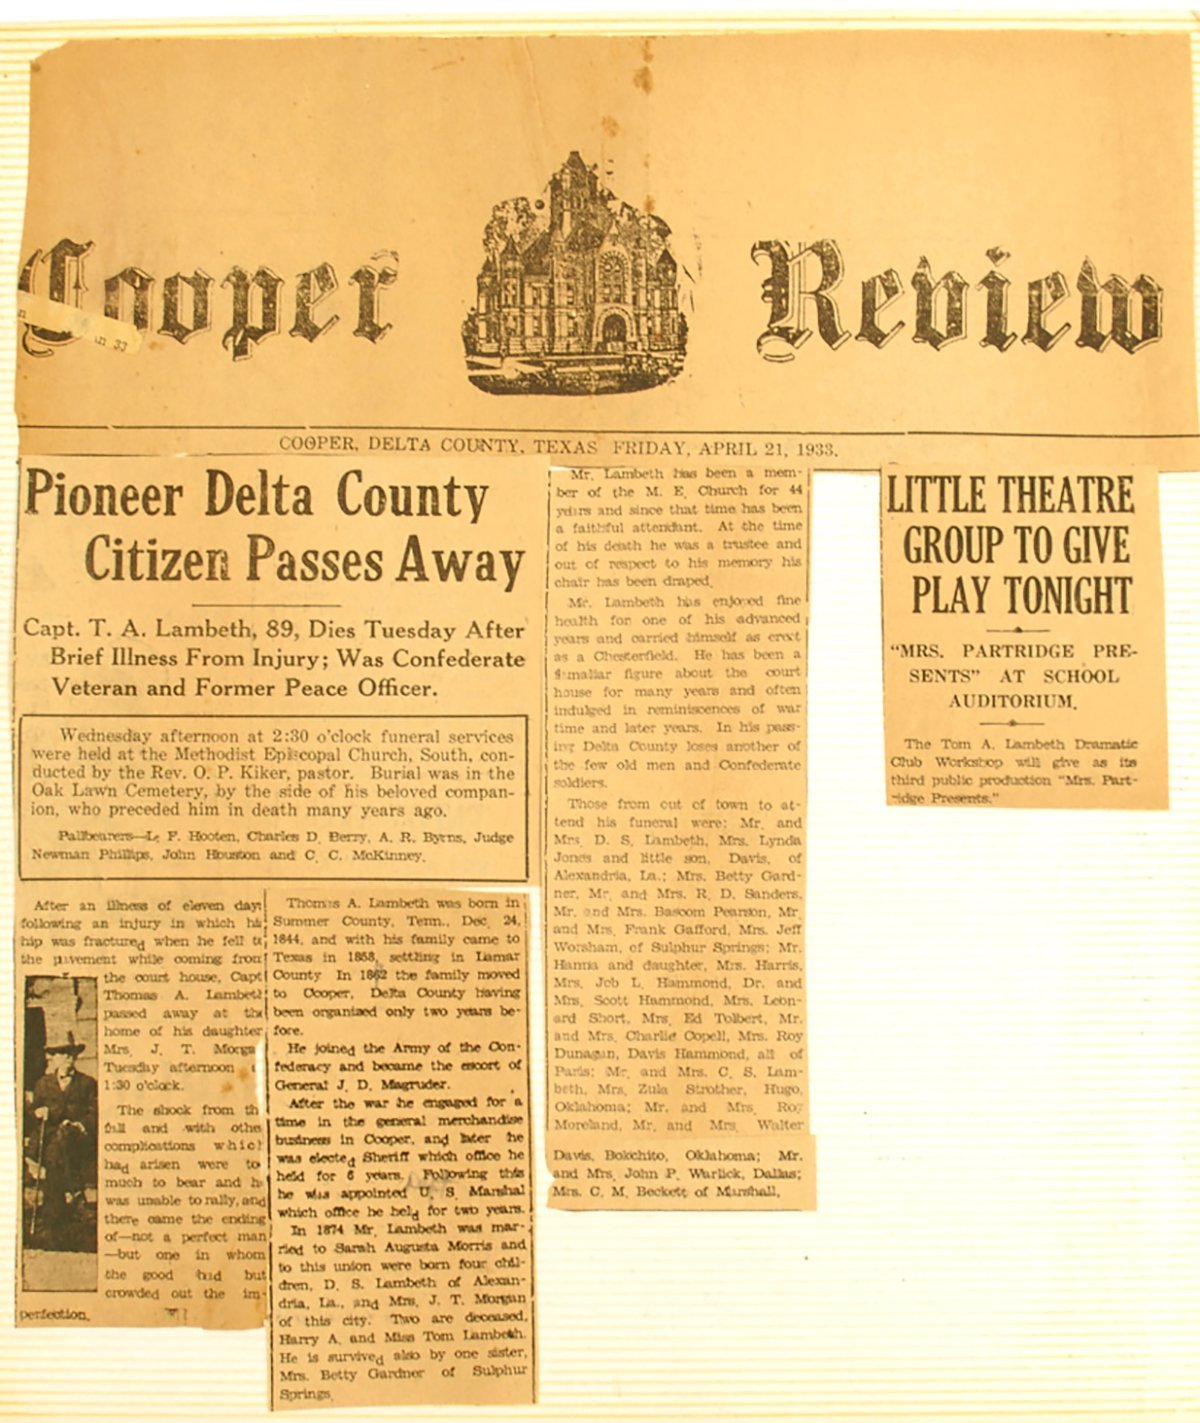 Cooper Review
n 33
COOPER, DELTA COUNTY, TEXAS FRIDAY, APRIL 21, 1933.
Pioneer Delta County
Citizen Passes Away
Capt. T. A. Lambeth, 89, Dies Tuesday After
Brief Illness From Injury; Was Confederate
Veteran and Former Peace Officer.
Wednesday afternoon at 2:30 o'clock funeral services
were held at the Methodist Episcopal Church, South, con-
ducted by the Rev. O. P. Kiker, pastor. Burial was in the
Oak Lawn Cemetery, by the side of his beloved compan-
ion, who preceded him in death many years ago.
Pallbearers—L. F. Hooten, Charles D. Berry, A. R. Byrns, Judge
Newman Phillips, John Houston and C. C. McKinney.
After an illness of eleven days
following an injury in which his
hip was fractured when he fell to
the pavement while coming from
the court house, Capt
Thomas A. Lambeth
passed away at the
home of his daughter
Mrs. J. T. Morga
Tuesday afternoon
1:30 o'clock.
The shock from th
fall and with othe
complications which
had arisen were to
much to bear and h
was unable to rally, and
there came the ending
of—not a perfect man
—but one in whom
the good had but
crowded out the im-
perfection.
Thomas A. Lambeth was born in
Summer County, Tenn., Dec. 24,
1844, and with his family came to
Texas in 1858, settling in Lamar
County In 1862 the family moved
to Cooper, Delta County having
been organized only two years be-
fore.
He joined the Army of the Con-
federacy and became the escort of
General J. D. Magruder.
After the war he engaged for a
time in the general merchandise
business in Cooper, and later he
was elected Sheriff which office he
held for 6 years. Following this
he was appointed U. S. Marshal
which office he held for two years.
In 1874 Mr. Lambeth was mar-
ried to Sarah Augusta Morris and
to this union were born four chil-
dren, D. S. Lambeth of Alexan-
dria, La., and Mrs. J. T. Morgan
of this city. Two are deceased,
Harry A. and Miss Tom Lambeth.
He is survived also by one sister,
Mrs. Betty Gardner of Sulphur
Springs.
Mr. Lambeth has been a mem-
ber of the M. E. Church for 44
years and since that time has been
a faithful attendant. At the time
of his death he was a trustee and
out of respect to his memory his
chair has been draped.
Mr. Lambeth has enjoyed fine
health for one of his advanced
years and carried himself as erect
as a Chesterfield. He has been a
familiar figure about the court
house for many years and often
indulged in reminiscences of war
time and later years. In his pass-
ing Delta County loses another of
the few old men and Confederate
soldiers.
Those from out of town to at-
tend his funeral were: Mr. and
Mrs. D. S. Lambeth, Mrs. Lynda
Jones and little son, Davis, of
Alexandria, La.; Mrs. Betty Gard-
ner, Mr. and Mrs. R. D. Sanders,
Mr. and Mrs. Bascom Pearson, Mr.
and Mrs. Frank Gafford, Mrs. Jeff
Worsham, of Sulphur Springs; Mr.
Hanna and daughter, Mrs. Harris,
Mrs. Job L. Hammond, Dr. and
Mrs. Scott Hammond, Mrs. Leon-
ard Short, Mrs. Ed Tolbert, Mr.
and Mrs. Charlie Copell, Mrs. Roy
Dunagan, Davis Hammond, all of
Paris; Mr. and Mrs. C. S. Lam-
beth, Mrs. Zula Strother, Hugo,
Oklahoma; Mr. and Mrs. Roy
Moreland, Mr. and Mrs. Walter
Davis, Bokchito, Oklahoma; Mr.
and Mrs. John P. Warlick, Dallas;
Mrs. C. M. Beckett of Marshall.
LITTLE THEATRE
GROUP TO GIVE
PLAY TONIGHT
"MRS. PARTRIDGE PRE-
SENTS" AT SCHOOL
AUDITORIUM.
The Tom A. Lambeth Dramatic
Club Workshop will give as its
third public production "Mrs. Part-
ridge Presents."